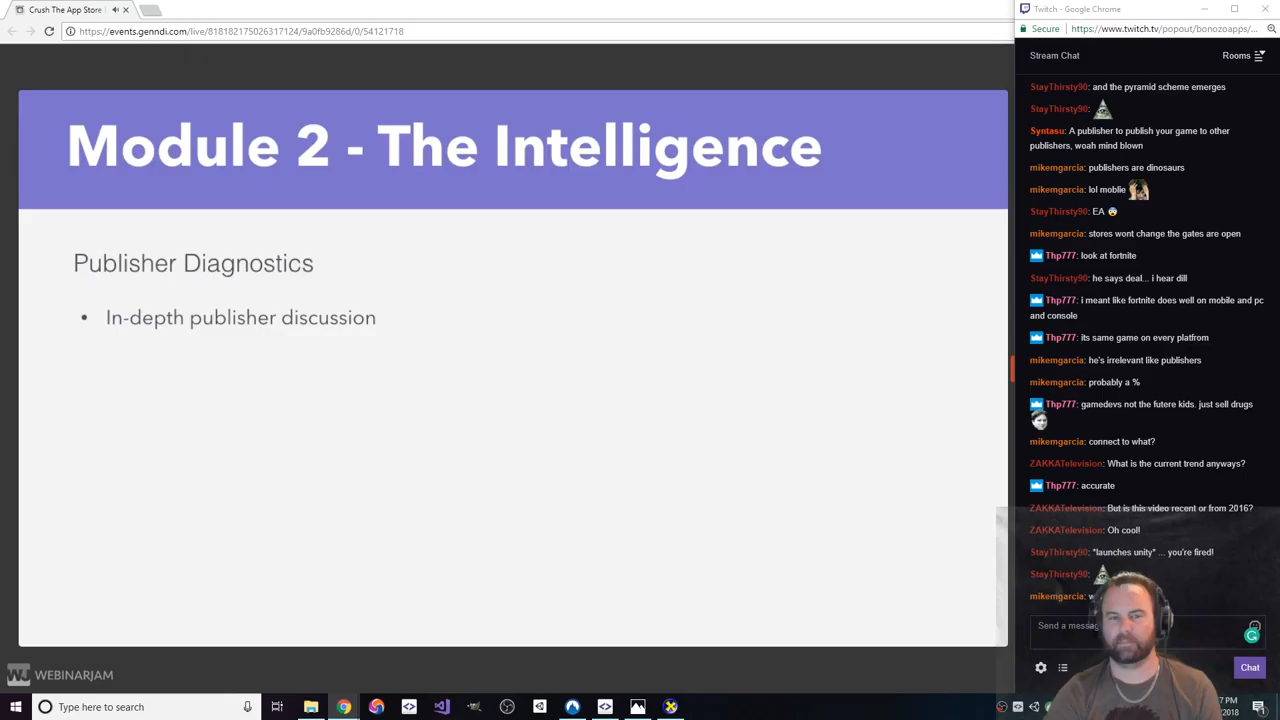 Crush The App Store
Twitch - Google Chrome
https://events.genndi.com/live/818182175026317124/9a0fb9286d/0/54121718
Secure
https://www.twitch.tv/popout/bonozoapps/...
Stream Chat
Rooms
Module 2 - The Intelligence
Publisher Diagnostics
• In-depth publisher discussion
WJ WEBINARJAM
StayThirsty90: and the pyramid scheme emerges
StayThirsty90:
Syntasu: A publisher to publish your game to other
publishers, woah mind blown
mikemgarcia: publishers are dinosaurs
mikemgarcia: lol moblie
StayThirsty90: EA 😨
mikemgarcia: stores wont change the gates are open
Thp777: look at fortnite
StayThirsty90: he says deal... i hear dill
Thp777: i meant like fortnite does well on mobile and pc
and console
Thp777: its same game on every platfrom
mikemgarcia: he's irrelevant like publishers
mikemgarcia: probably a %
Thp777: gamedevs not the futere kids. just sell drugs
mikemgarcia: connect to what?
ZAKKATelevision: What is the current trend anyways?
Thp777: accurate
ZAKKATelevision: But is this video recent or from 2016?
ZAKKATelevision: Oh cool!
StayThirsty90: *launches unity* ... you're fired!
StayThirsty90:
mikemgarcia:
Send a message
Chat
Type here to search
7 PM
/2018